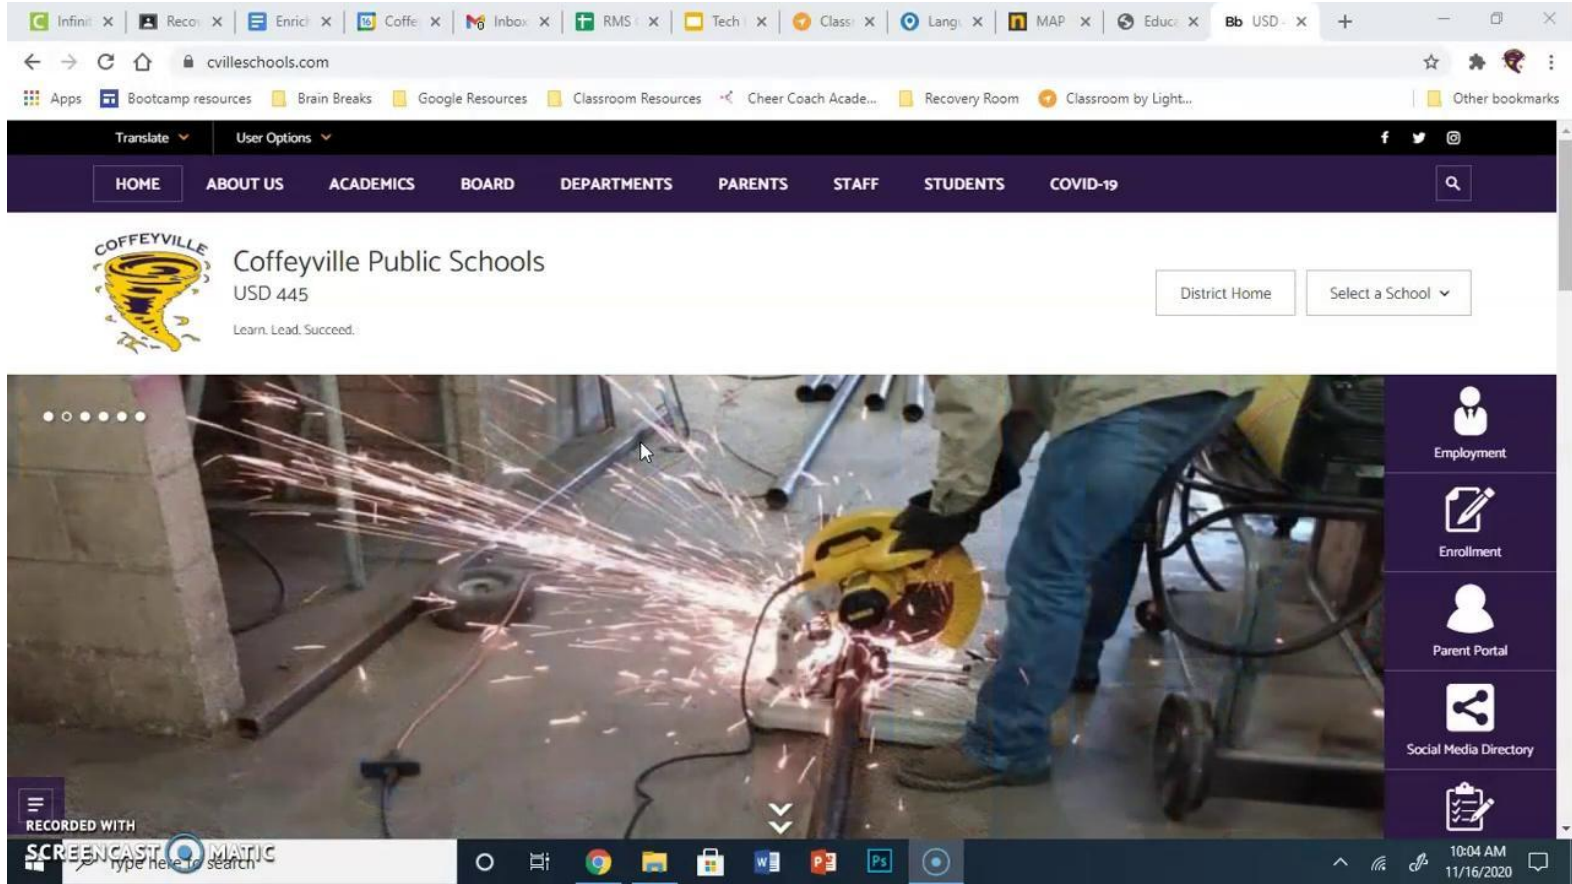 Infinit Reco Enric Coffe Inbox RMS Tech Class Lang MAP Educ Bb USD -
cvilleschools.com
Apps Bootcamp resources Brain Breaks Google Resources Classroom Resources Cheer Coach Acade... Recovery Room Classroom by Light... Other bookmarks
Translate User Options
HOME ABOUT US ACADEMICS BOARD DEPARTMENTS PARENTS STAFF STUDENTS COVID-19
COFFEYVILLE
Coffeyville Public Schools
USD 445
Learn. Lead. Succeed.
District Home Select a School
Employment
Enrollment
Parent Portal
Social Media Directory
RECORDED WITH
SCREENCAST MATIC
Type here to search
10:04 AM
11/16/2020